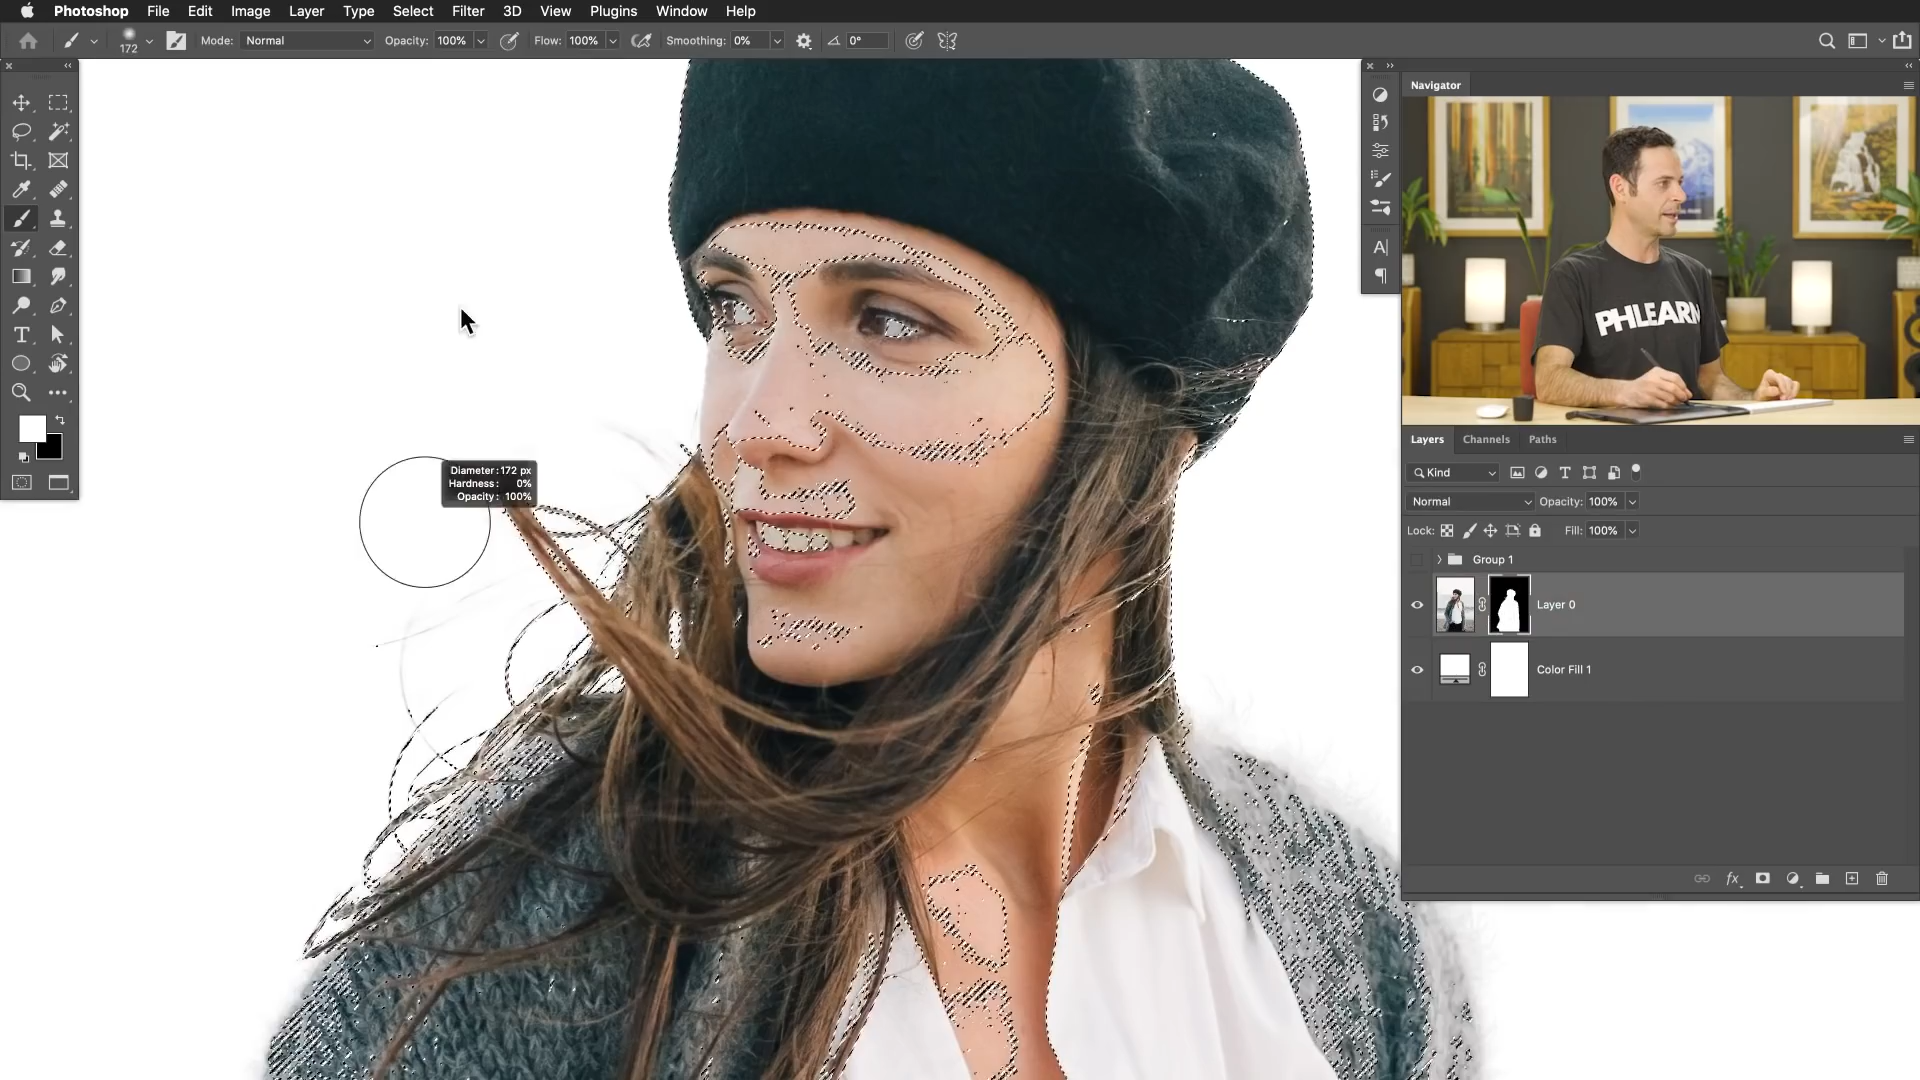 Photoshop File Edit Image Layer Type Select Filter 3D View Plugins Window Help
172 Mode: Normal Opacity: 100% Flow: 100% Smoothing: 0% 0°
Navigator
PHLEARN
Diameter: 172 px
Hardness: 0%
Opacity: 100%
Layers Channels Paths
Kind
Normal Opacity: 100%
Lock: Fill: 100%
Group 1
Layer 0
Color Fill 1